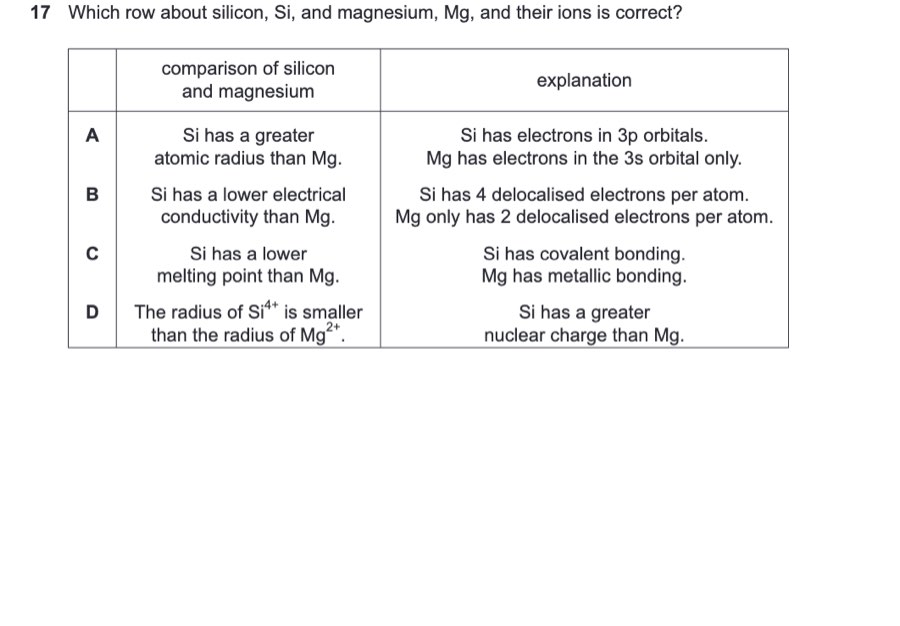 17 Which row about silicon, Si, and magnesium, Mg, and their ions is correct?
comparison of silicon
and magnesium
explanation
A
Si has a greater
atomic radius than Mg.
Si has electrons in 3p orbitals.
Mg has electrons in the 3s orbital only.
B
Si has a lower electrical
conductivity than Mg.
Si has 4 delocalised electrons per atom.
Mg only has 2 delocalised electrons per atom.
C
Si has a lower
melting point than Mg.
Si has covalent bonding.
Mg has metallic bonding.
D
The radius of Si⁴⁺ is smaller
than the radius of Mg²⁺.
Si has a greater
nuclear charge than Mg.